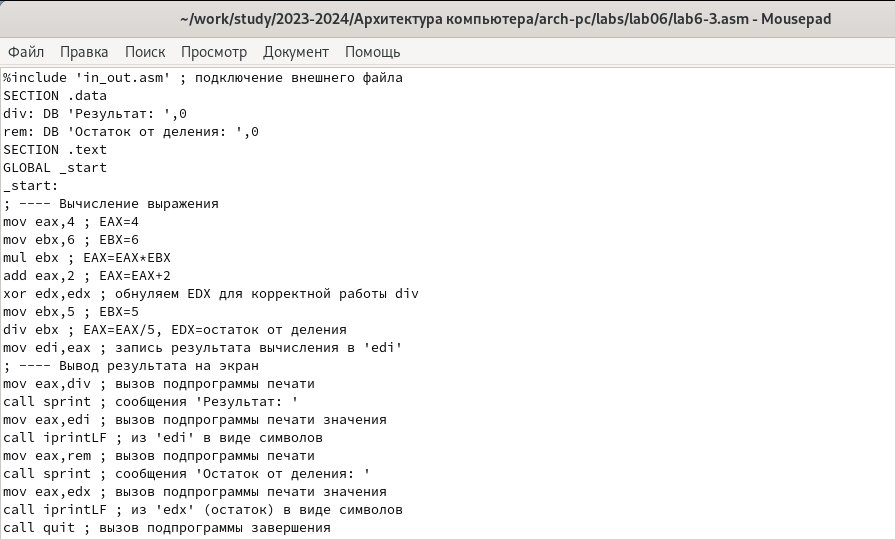 ~/work/study/2023-2024/Архитектура компьютера/arch-pc/labs/lab06/lab6-3.asm - Mousepad
Файл Правка Поиск Просмотр Документ Помощь
%include 'in_out.asm' ; подключение внешнего файла
SECTION .data
div: DB 'Результат: ',0
rem: DB 'Остаток от деления: ',0
SECTION .text
GLOBAL _start
_start:
; ---- Вычисление выражения
mov eax,4 ; EAX=4
mov ebx,6 ; EBX=6
mul ebx ; EAX=EAX*EBX
add eax,2 ; EAX=EAX+2
xor edx,edx ; обнуляем EDX для корректной работы div
mov ebx,5 ; EBX=5
div ebx ; EAX=EAX/5, EDX=остаток от деления
mov edi,eax ; запись результата вычисления в 'edi'
; ---- Вывод результата на экран
mov eax,div ; вызов подпрограммы печати
call sprint ; сообщения 'Результат: '
mov eax,edi ; вызов подпрограммы печати значения
call iprintLF ; из 'edi' в виде символов
mov eax,rem ; вызов подпрограммы печати
call sprint ; сообщения 'Остаток от деления: '
mov eax,edx ; вызов подпрограммы печати значения
call iprintLF ; из 'edx' (остаток) в виде символов
call quit ; вызов подпрограммы завершения